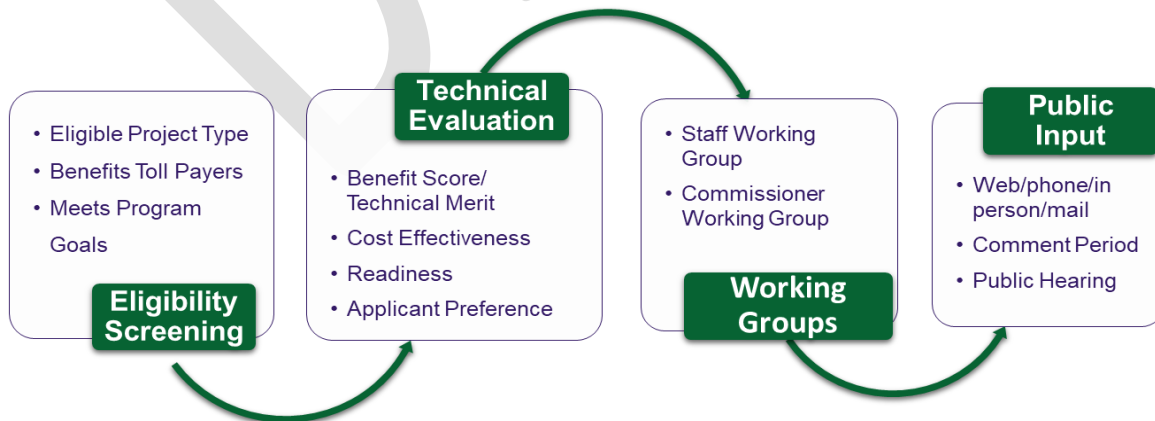 • Eligible Project Type
• Benefits Toll Payers
• Meets Program
Goals
Eligibility
Screening
Technical
Evaluation
• Benefit Score/
Technical Merit
• Cost Effectiveness
• Readiness
• Applicant Preference
• Staff Working
Group
• Commissioner
Working Group
Working
Groups
Public
Input
• Web/phone/in
person/mail
• Comment Period
• Public Hearing